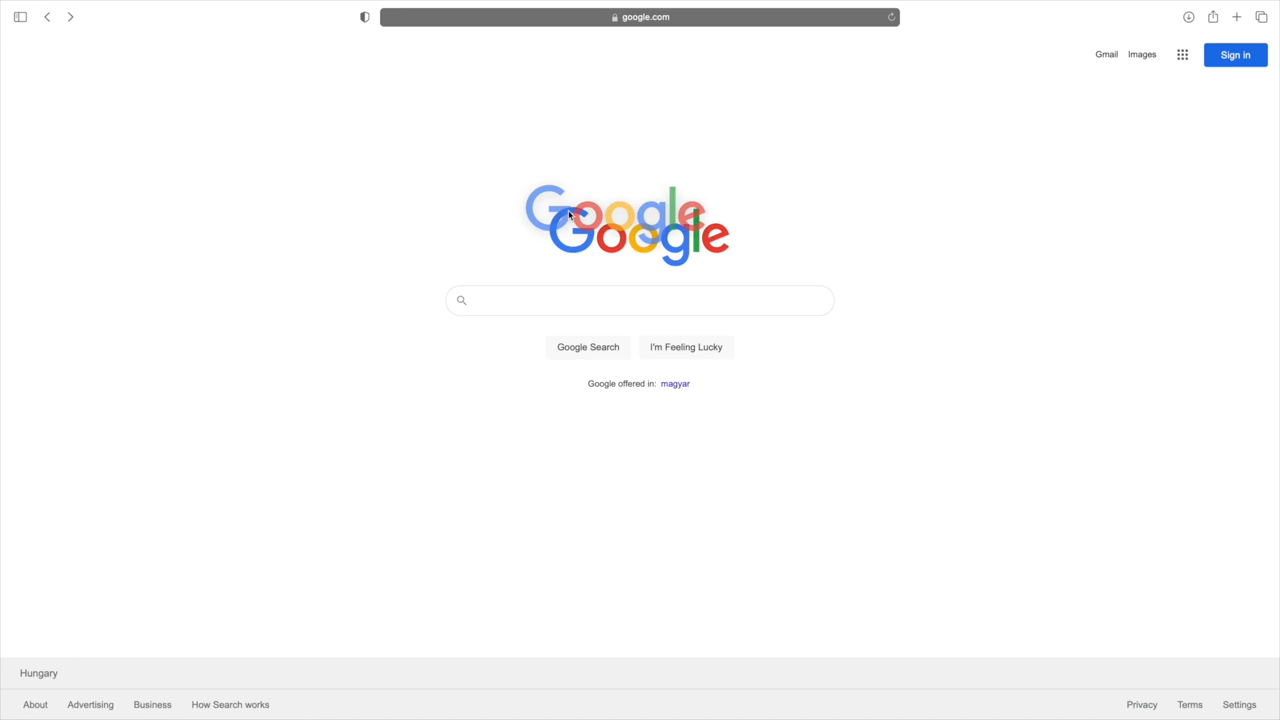 google.com
Gmail Images Sign in
Google
Google
Google Search I'm Feeling Lucky
Google offered in: magyar
Hungary
About Advertising Business How Search works Privacy Terms Settings